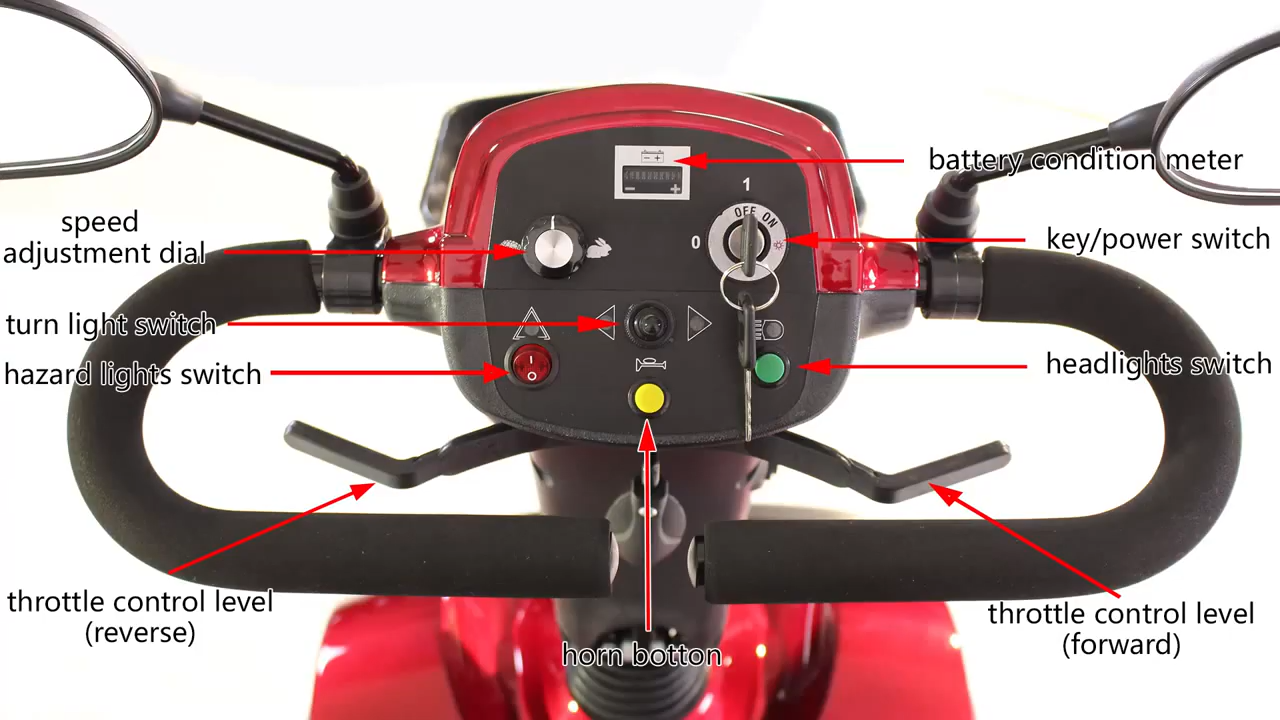 battery condition meter
1
OFF ON
speed
adjustment dial
0
key/power switch
turn light switch
hazard lights switch
headlights switch
throttle control level
(reverse)
throttle control level
(forward)
horn botton